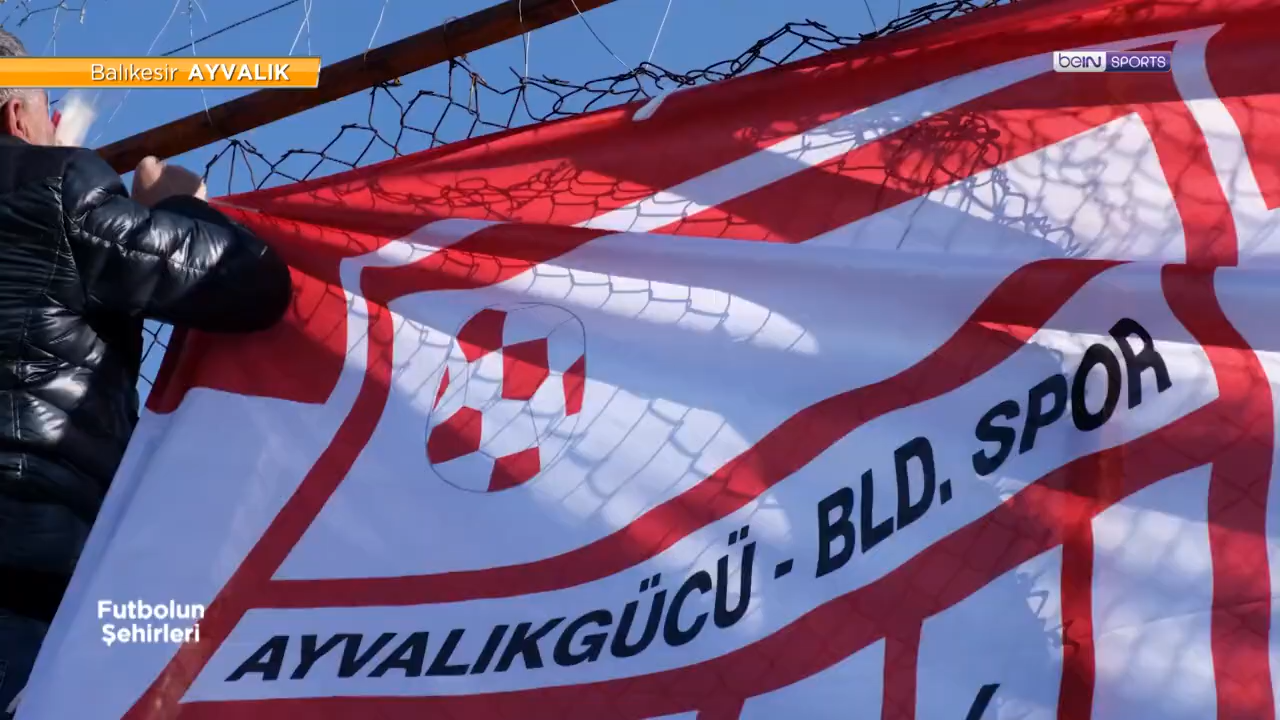 Balıkesir AYVALIK
beIN SPORTS
AYVALIKGÜCÜ - BLD. SPOR
Futbolun
Şehirleri